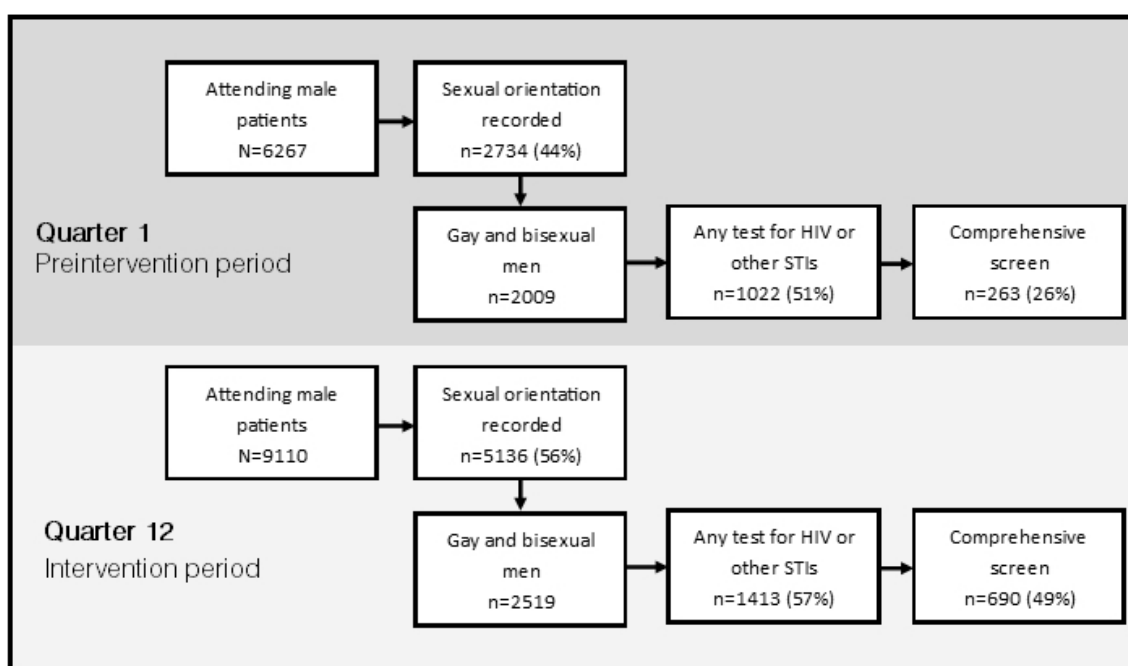 Attending male
patients
N=6267
Sexual orientation
recorded
n=2734 (44%)
Quarter 1
Preintervention period
Gay and bisexual
men
n=2009
Any test for HIV or
other STIs
n=1022 (51%)
Comprehensive
screen
n=263 (26%)
Attending male
patients
N=9110
Sexual orientation
recorded
n=5136 (56%)
Quarter 12
Intervention period
Gay and bisexual
men
n=2519
Any test for HIV or
other STIs
n=1413 (57%)
Comprehensive
screen
n=690 (49%)